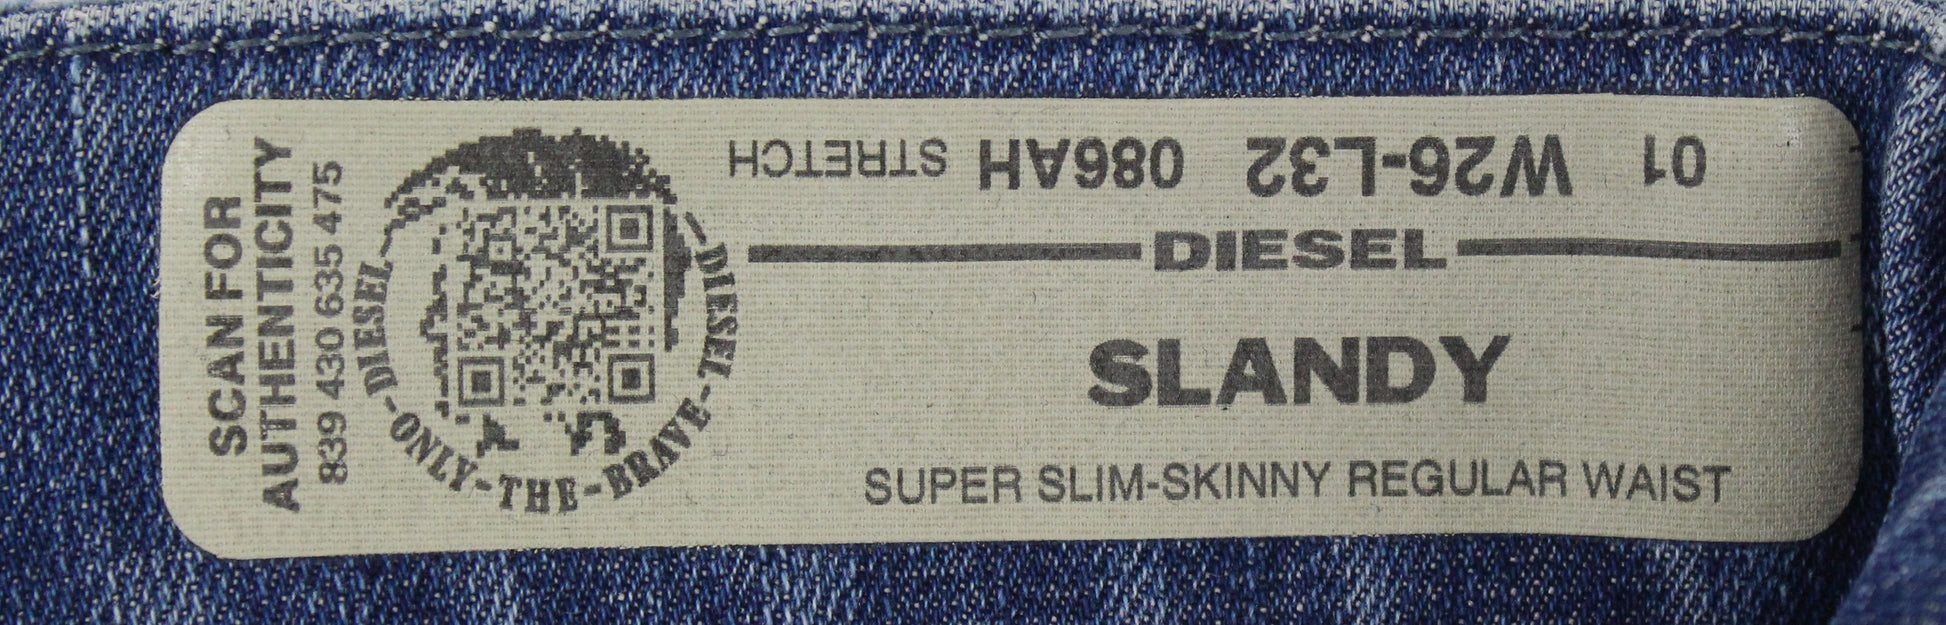 SCAN FOR
AUTHENTICITY
839 430 635 475
DIESEL-ONLY-THE-BRAVE-DIESEL
01 W26-L32 086AH STRETCH
DIESEL
SLANDY
SUPER SLIM-SKINNY REGULAR WAIST